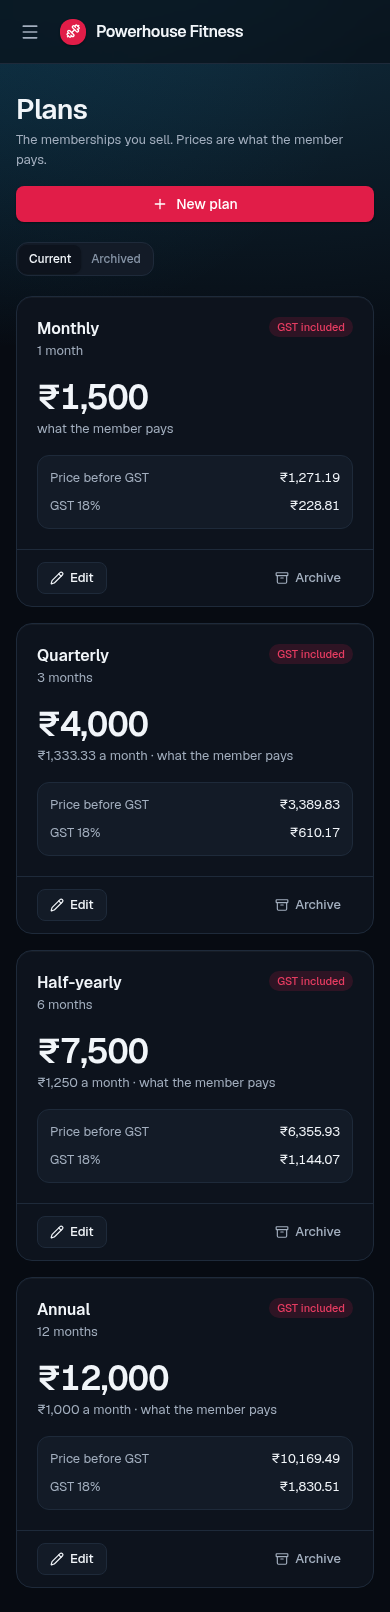 Powerhouse Fitness
Plans
The memberships you sell. Prices are what the member
pays.
New plan
Current Archived
Monthly GST included
1 month
₹1,500
what the member pays
Price before GST ₹1,271.19
GST 18% ₹228.81
Edit Archive
Quarterly GST included
3 months
₹4,000
₹1,333.33 a month · what the member pays
Price before GST ₹3,389.83
GST 18% ₹610.17
Edit Archive
Half-yearly GST included
6 months
₹7,500
₹1,250 a month · what the member pays
Price before GST ₹6,355.93
GST 18% ₹1,144.07
Edit Archive
Annual GST included
12 months
₹12,000
₹1,000 a month · what the member pays
Price before GST ₹10,169.49
GST 18% ₹1,830.51
Edit Archive